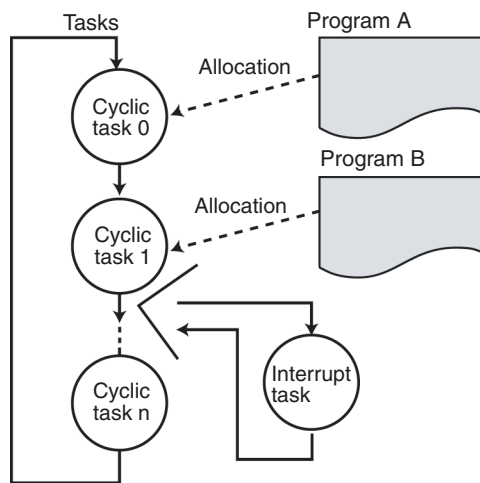 Tasks
Program A
Allocation
Cyclic
task 0
Program B
Allocation
Cyclic
task 1
Interrupt
task
Cyclic
task n